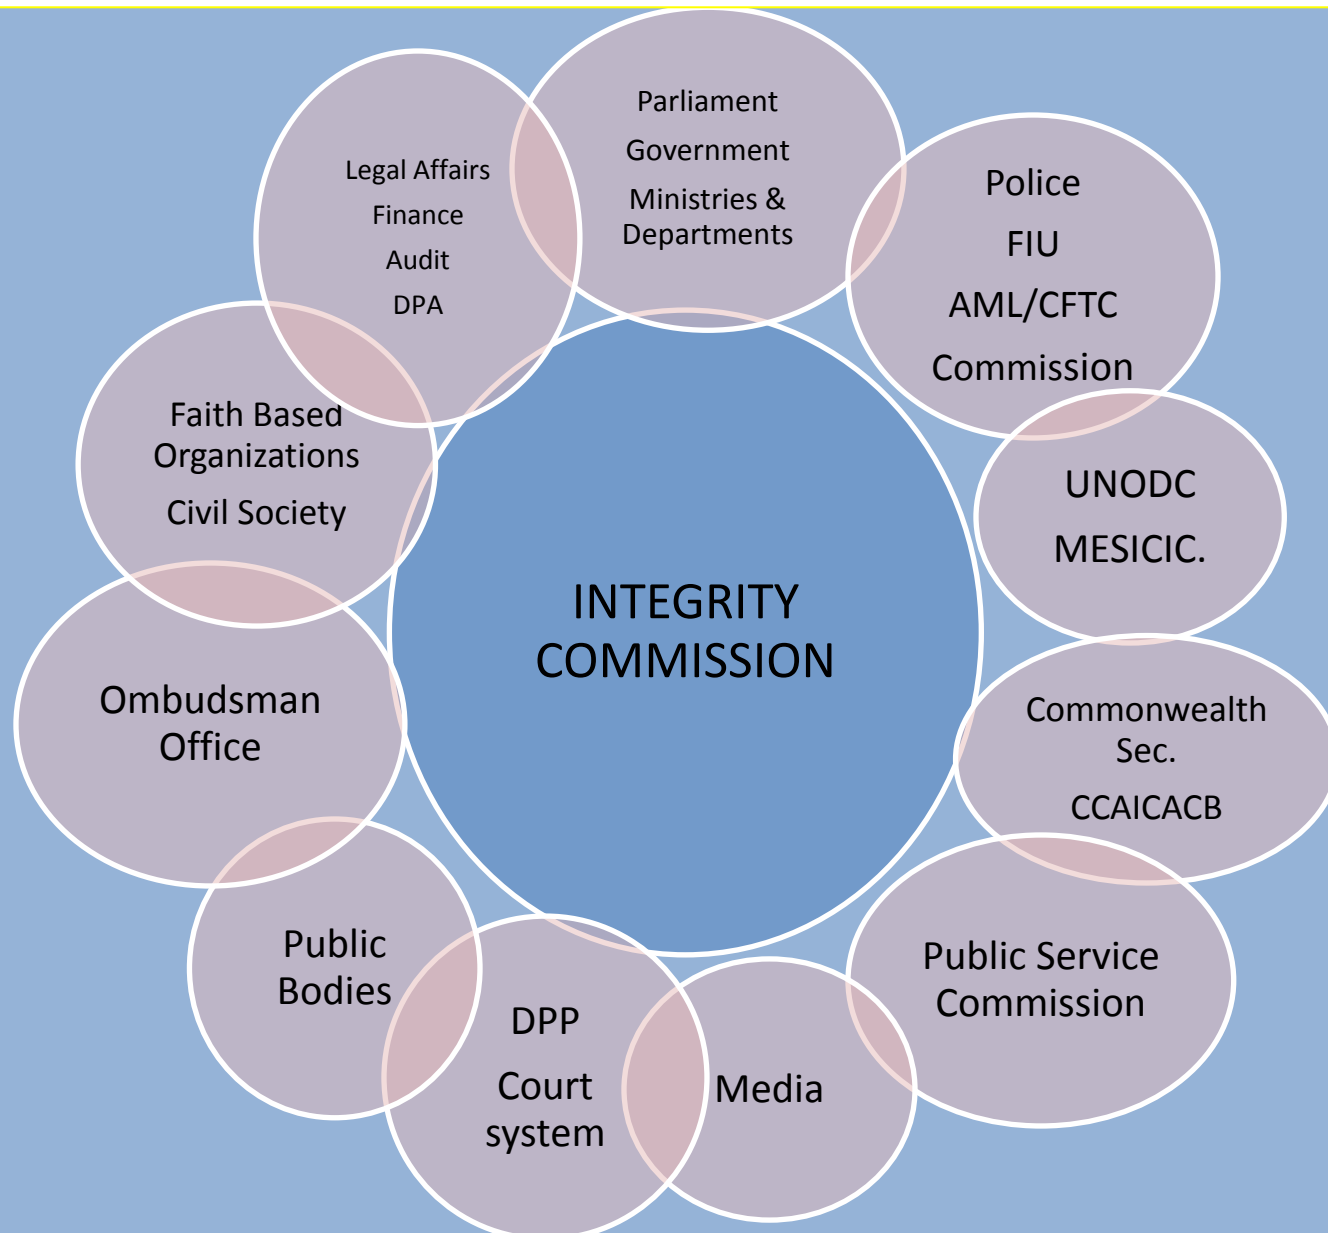 Parliament
Government
Ministries &
Departments
Police
FIU
AML/CFTC
Commission
UNODC
MESICIC.
Commonwealth
Sec.
CCAICACB
Public Service
Commission
Media
DPP
Court
system
Public
Bodies
Ombudsman
Office
Faith Based
Organizations
Civil Society
Legal Affairs
Finance
Audit
DPA
INTEGRITY
COMMISSION